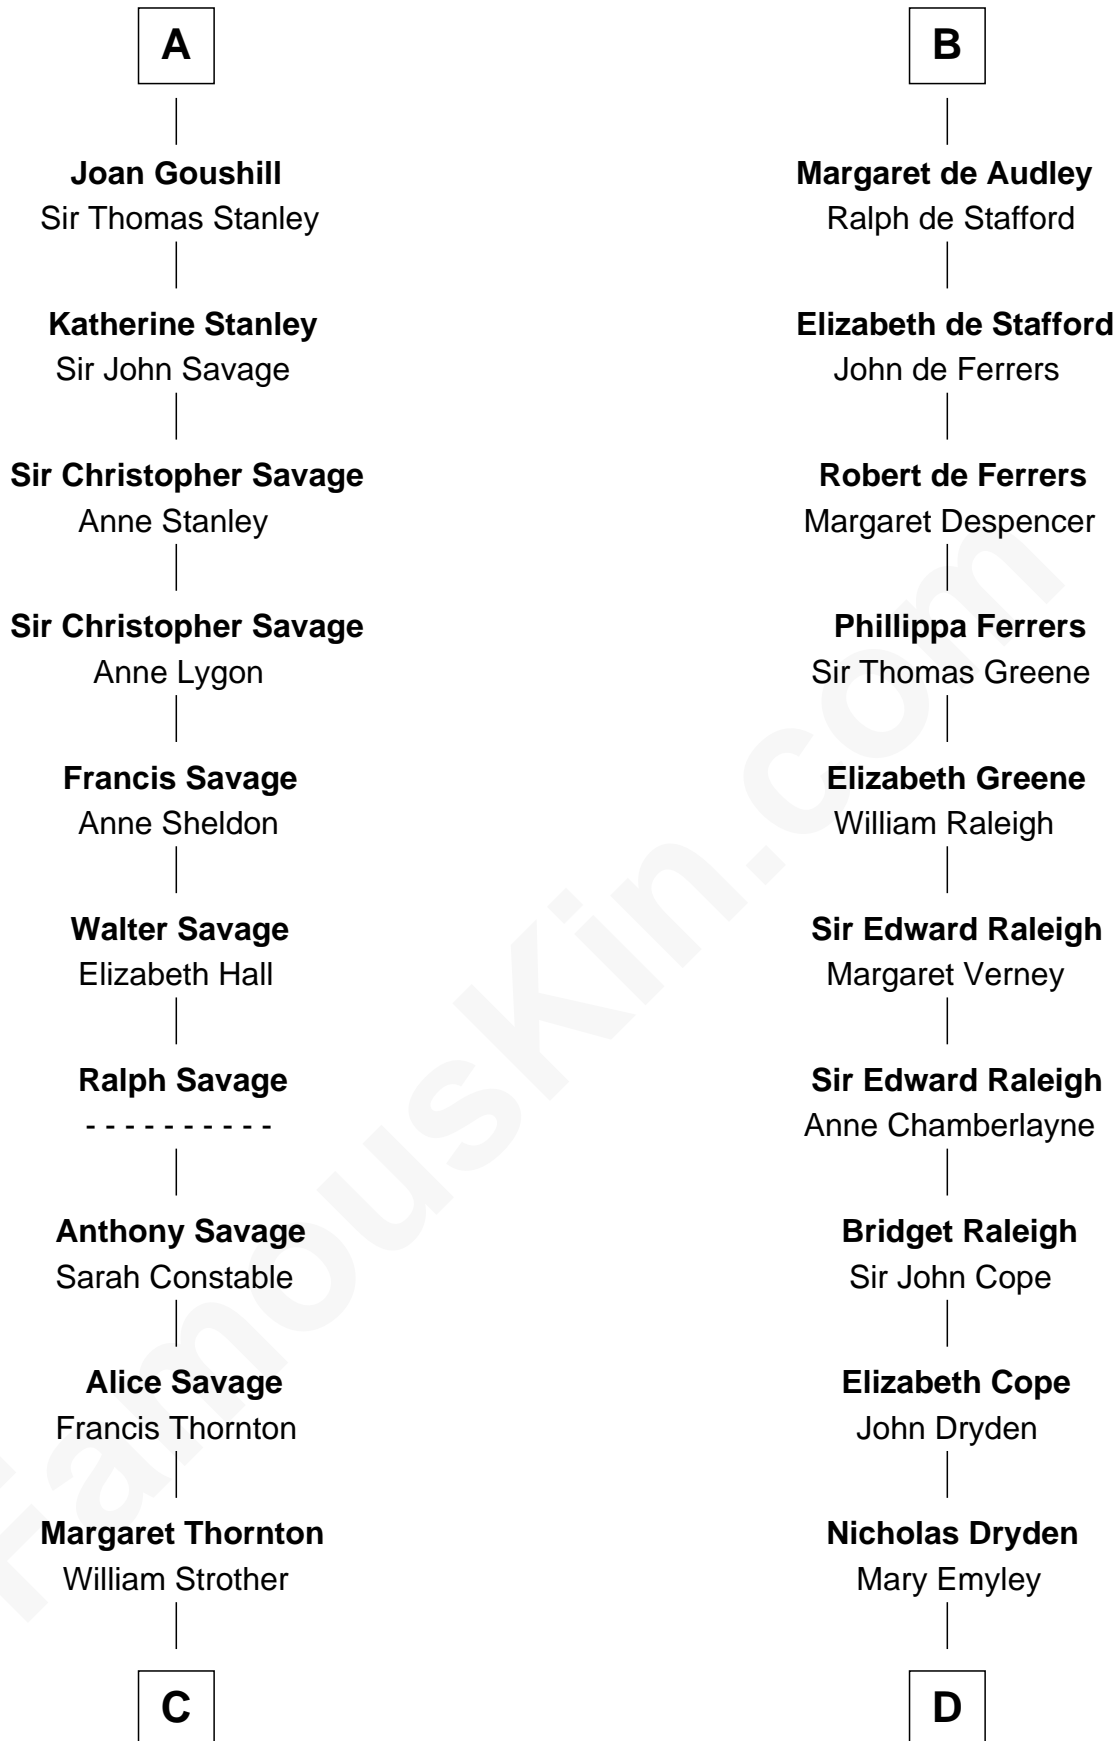 A
Joan Goushill
Sir Thomas Stanley
Katherine Stanley
Sir John Savage
Sir Christopher Savage
Anne Stanley
Sir Christopher Savage
Anne Lygon
Francis Savage
Anne Sheldon
Walter Savage
Elizabeth Hall
Ralph Savage
- - - - - - - - - -
Anthony Savage
Sarah Constable
Alice Savage
Francis Thornton
Margaret Thornton
William Strother
C
B
Margaret de Audley
Ralph de Stafford
Elizabeth de Stafford
John de Ferrers
Robert de Ferrers
Margaret Despencer
Phillippa Ferrers
Sir Thomas Greene
Elizabeth Greene
William Raleigh
Sir Edward Raleigh
Margaret Verney
Sir Edward Raleigh
Anne Chamberlayne
Bridget Raleigh
Sir John Cope
Elizabeth Cope
John Dryden
Nicholas Dryden
Mary Emyley
D
FamousKin.com